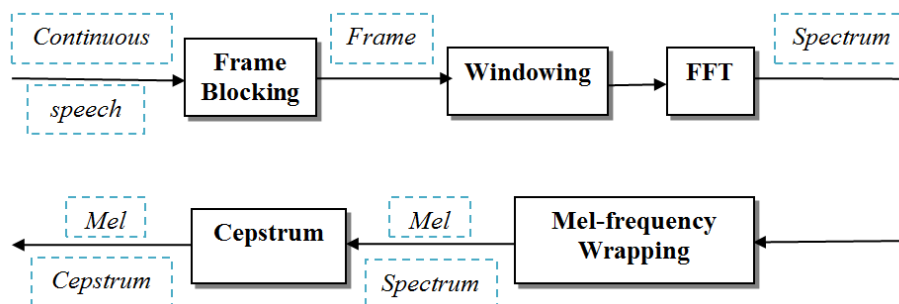 Continuous
speech
Frame
Blocking
Frame
Windowing
FFT
Spectrum
Mel
Cepstrum
Cepstrum
Mel
Spectrum
Mel-frequency
Wrapping